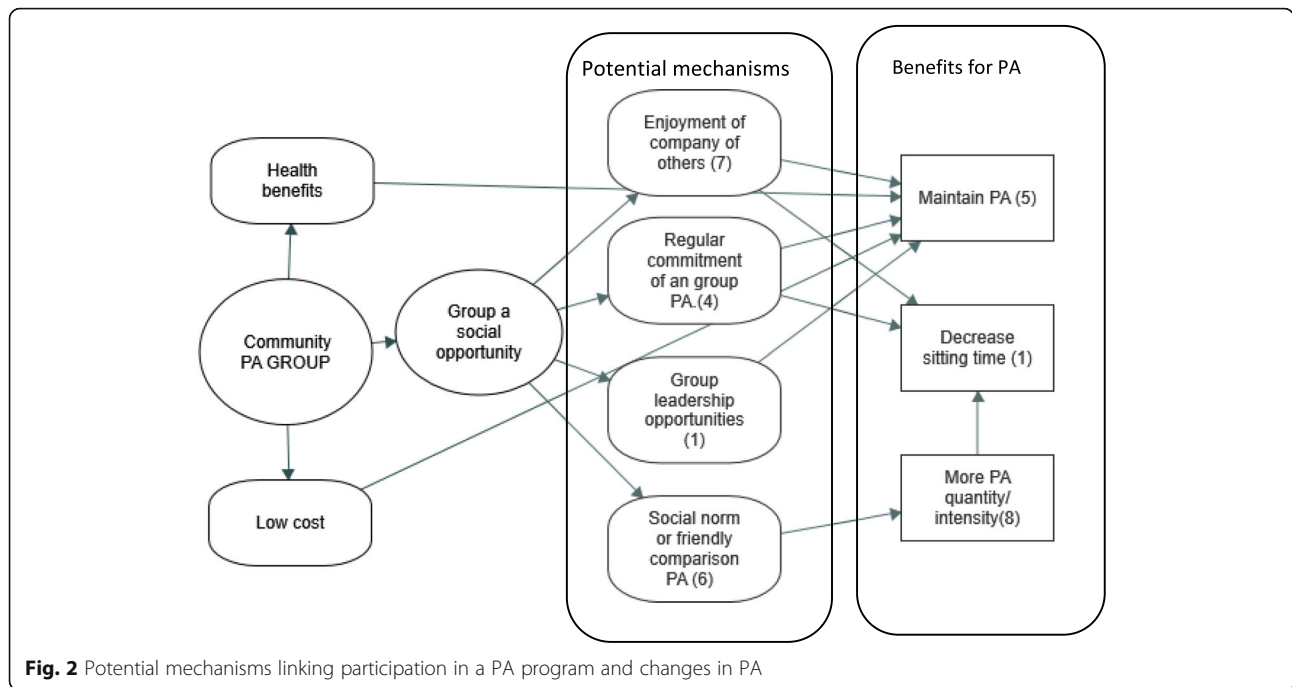 Potential mechanisms
Benefits for PA
Health
benefits
Community
PA GROUP
Low cost
Group a
social
opportunity
Enjoyment of
company of
others (7)
Regular
commitment
of an group
PA.(4)
Group
leadership
opportunities
(1)
Social norm
or friendly
comparison
PA (6)
Maintain PA (5)
Decrease
sitting time (1)
More PA
quantity/
intensity(8)
Fig. 2 Potential mechanisms linking participation in a PA program and changes in PA